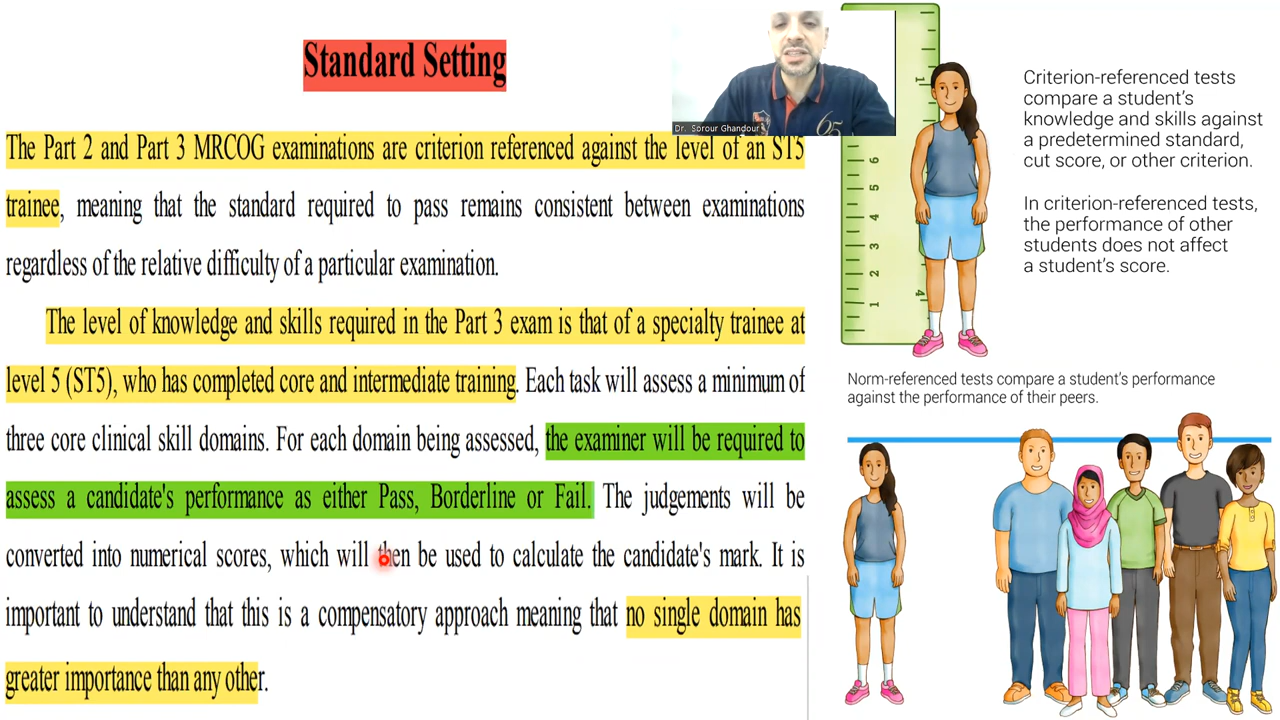 Standard Setting
The Part 2 and Part 3 MRCOG examinations are criterion referenced against the level of an ST5
trainee, meaning that the standard required to pass remains consistent between examinations
regardless of the relative difficulty of a particular examination.
The level of knowledge and skills required in the Part 3 exam is that of a specialty trainee at
level 5 (ST5), who has completed core and intermediate training. Each task will assess a minimum of
three core clinical skill domains. For each domain being assessed, the examiner will be required to
assess a candidate's performance as either Pass, Borderline or Fail. The judgements will be
converted into numerical scores, which will then be used to calculate the candidate's mark. It is
important to understand that this is a compensatory approach meaning that no single domain has
greater importance than any other.
65
Dr. Sorour Ghandour
1
6
5
4
3
2
1
4
Criterion-referenced tests
compare a student’s
knowledge and skills against
a predetermined standard,
cut score, or other criterion.
In criterion-referenced tests,
the performance of other
students does not affect
a student’s score.
Norm-referenced tests compare a student’s performance
against the performance of their peers.